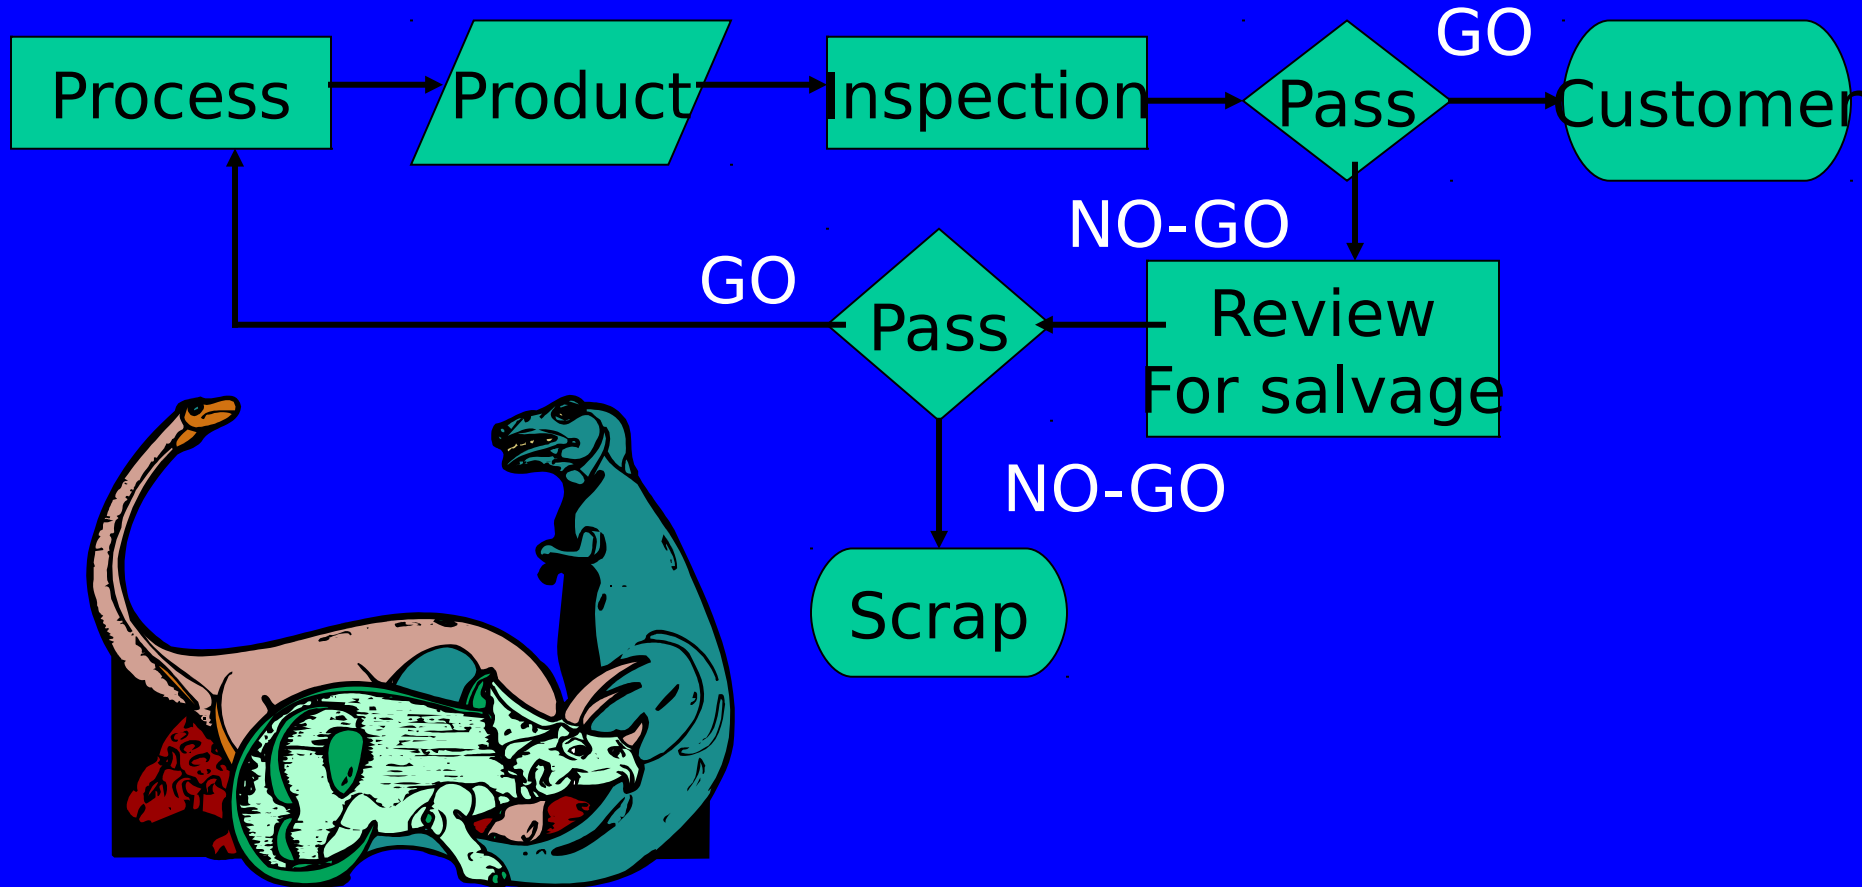 GO
Process
Product
Inspection
Pass
Customer
NO-GO
GO
Pass
Review
For salvage
NO-GO
Scrap